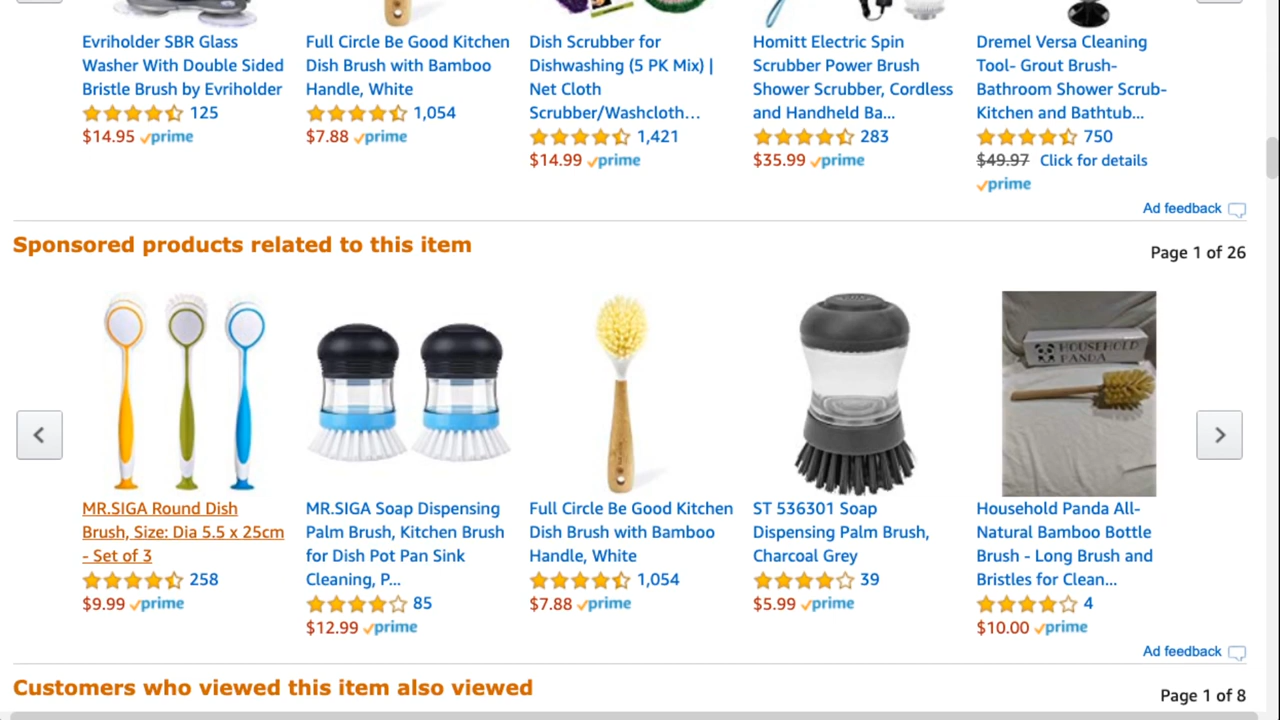 Evriholder SBR Glass
Washer With Double Sided
Bristle Brush by Evriholder
125
$14.95 prime
Full Circle Be Good Kitchen
Dish Brush with Bamboo
Handle, White
1,054
$7.88 prime
Dish Scrubber for
Dishwashing (5 PK Mix) |
Net Cloth
Scrubber/Washcloth...
1,421
$14.99 prime
Homitt Electric Spin
Scrubber Power Brush
Shower Scrubber, Cordless
and Handheld Ba...
283
$35.99 prime
Dremel Versa Cleaning
Tool- Grout Brush-
Bathroom Shower Scrub-
Kitchen and Bathtub...
750
$49.97 Click for details
prime
Ad feedback
Sponsored products related to this item
Page 1 of 26
HOUSEHOLD
PANDA
MR.SIGA Round Dish
Brush, Size: Dia 5.5 x 25cm
- Set of 3
258
$9.99 prime
MR.SIGA Soap Dispensing
Palm Brush, Kitchen Brush
for Dish Pot Pan Sink
Cleaning, P...
85
$12.99 prime
Full Circle Be Good Kitchen
Dish Brush with Bamboo
Handle, White
1,054
$7.88 prime
ST 536301 Soap
Dispensing Palm Brush,
Charcoal Grey
39
$5.99 prime
Household Panda All-
Natural Bamboo Bottle
Brush - Long Brush and
Bristles for Clean...
4
$10.00 prime
Ad feedback
Customers who viewed this item also viewed
Page 1 of 8